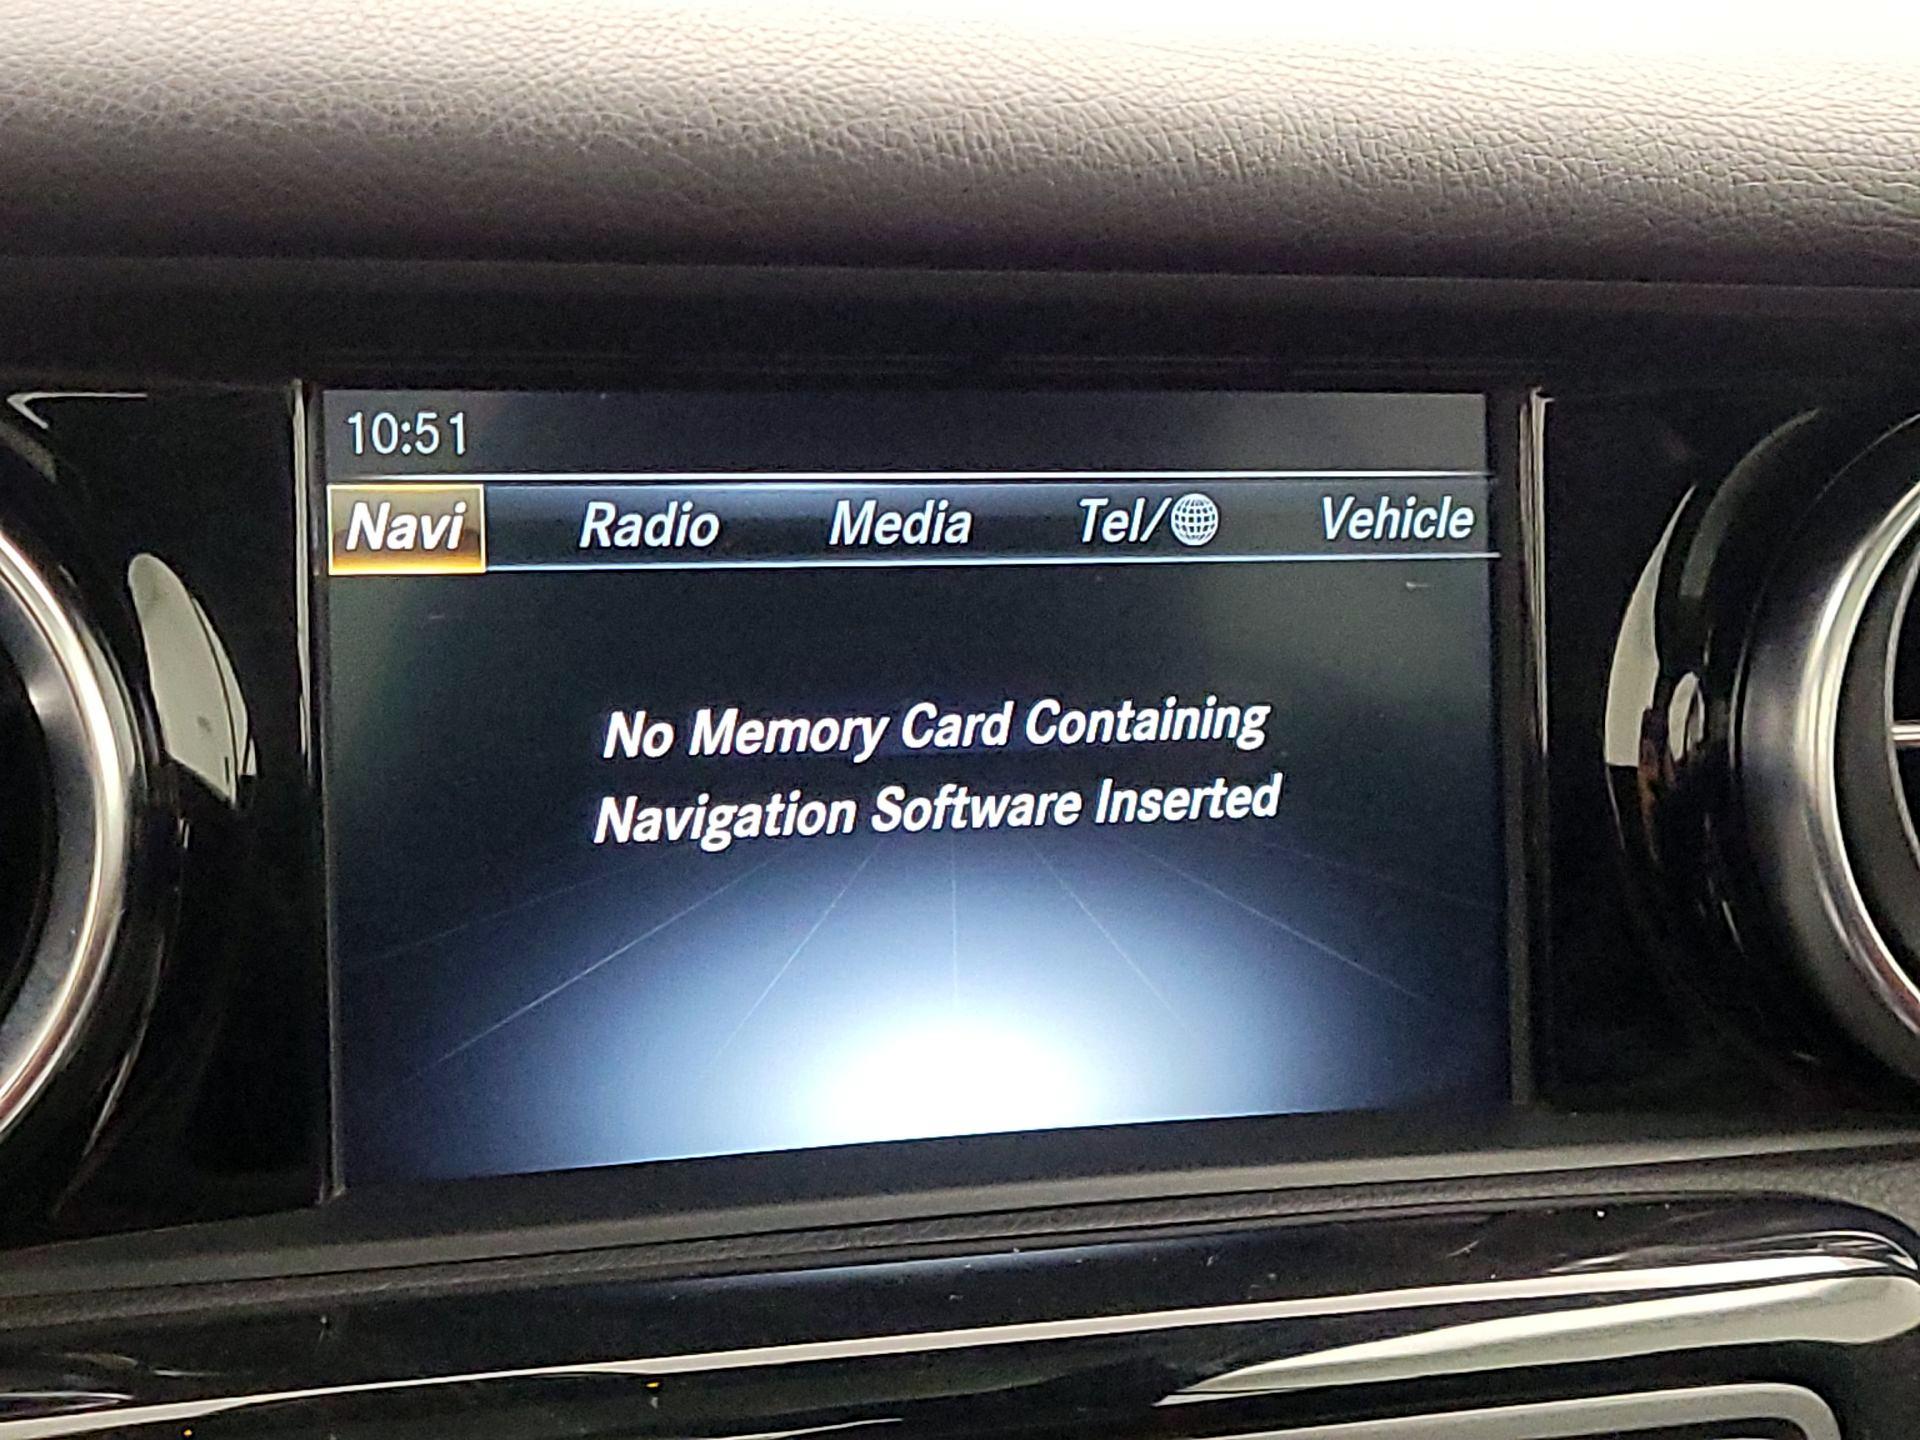 10:51
Navi Radio Media Tel/ Vehicle
No Memory Card Containing
Navigation Software Inserted